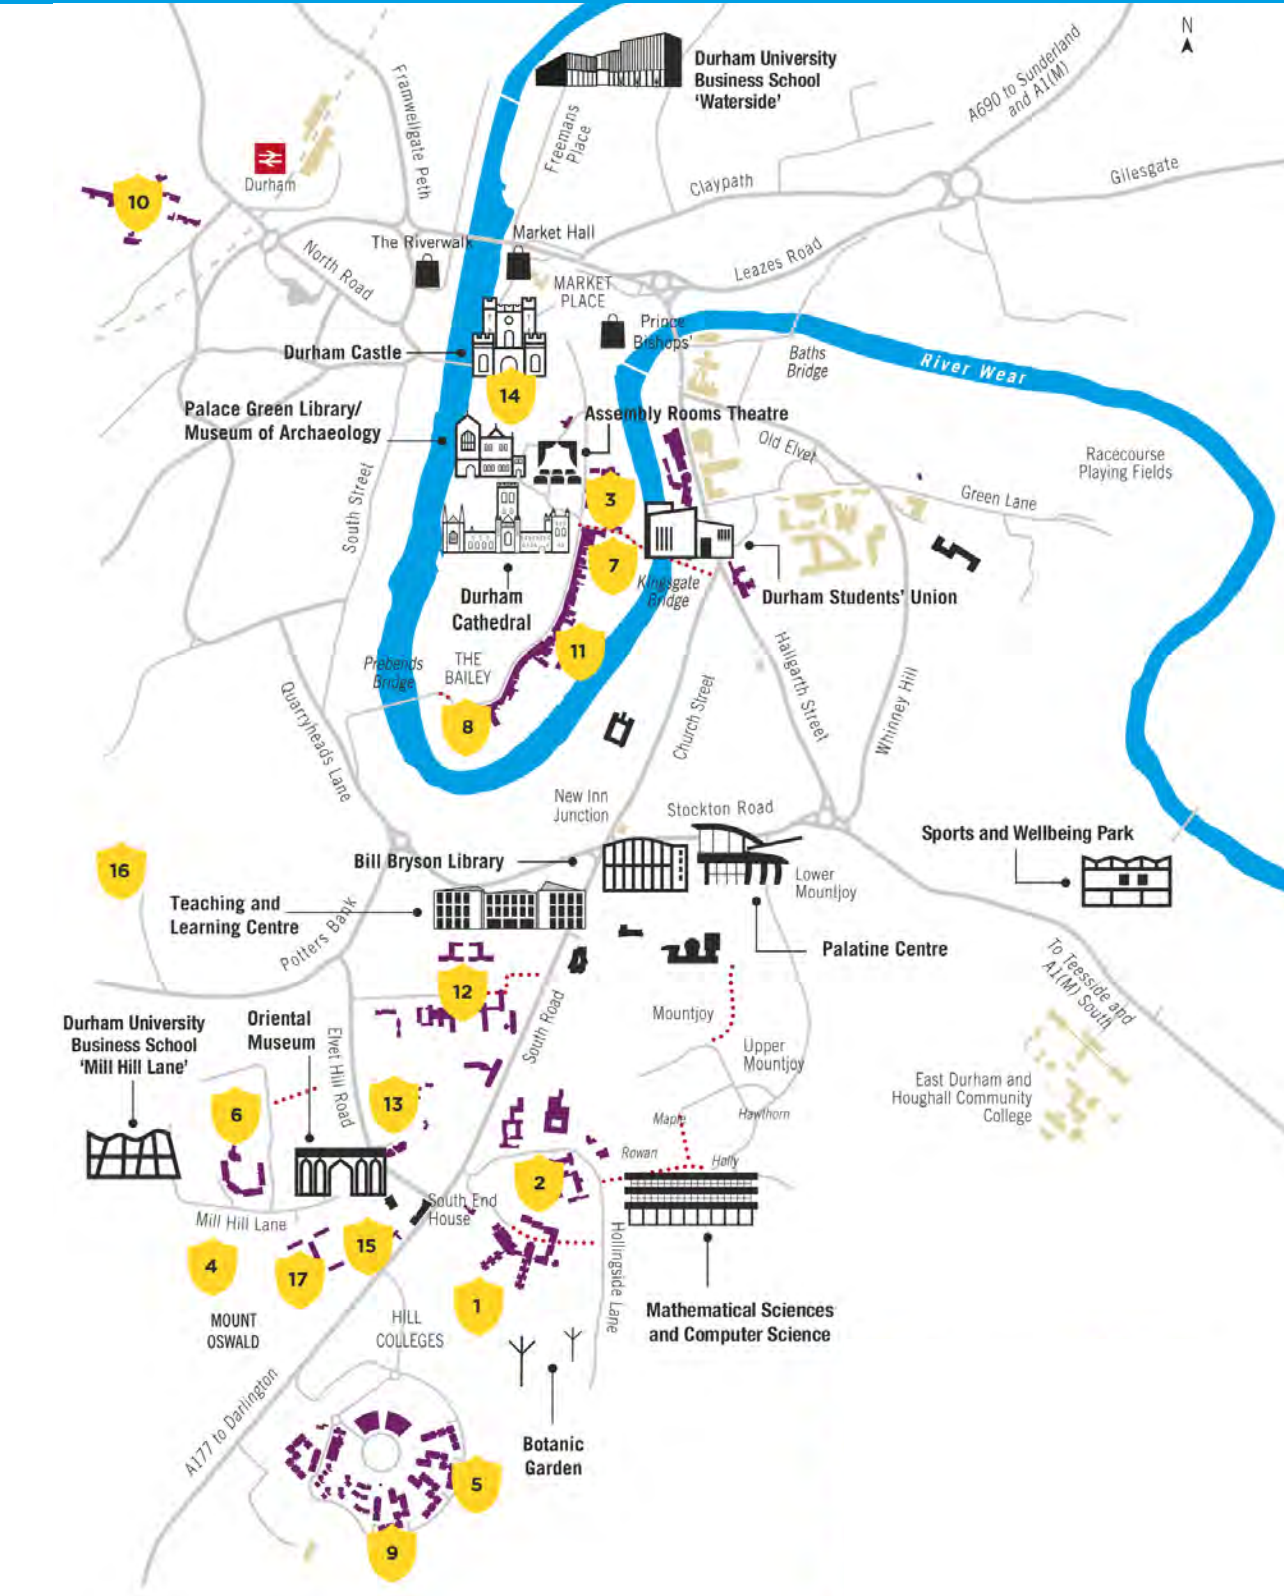 N
Durham University
Business School
'Waterside'
A690 to Sunderland
and A1(M)
Framwellgate Peth
Freemans
Place
Durham
10
Claypath
Gilesgate
The Riverwalk
Market Hall
North Road
Leazes Road
MARKET
PLACE
Prince
Bishops'
Durham Castle
Baths
Bridge
River Wear
14
Palace Green Library/
Museum of Archaeology
Assembly Rooms Theatre
Old Elvet
Racecourse
Playing Fields
South Street
3
Green Lane
7
Kingsgate
Bridge
Durham
Cathedral
Durham Students' Union
11
THE
BAILEY
Prebends
Bridge
8
Quarryheads Lane
Church Street
Hallgarth Street
Whinney Hill
New Inn
Junction
Stockton Road
Sports and Wellbeing Park
16
Bill Bryson Library
Lower
Mountjoy
Teaching and
Learning Centre
Potters Bank
Palatine Centre
To Teesside and
A1(M) South
12
Durham University
Business School
'Mill Hill Lane'
Oriental
Museum
Elvet Hill Road
South Road
Mountjoy
Upper
Mountjoy
East Durham and
Houghall Community
College
6
13
Maple
Hawthorn
Rowan
Holly
2
South End
House
Mill Hill Lane
15
4
17
Hollingside Lane
1
MOUNT
OSWALD
HILL
COLLEGES
Mathematical Sciences
and Computer Science
A177 to Darlington
Botanic
Garden
5
9